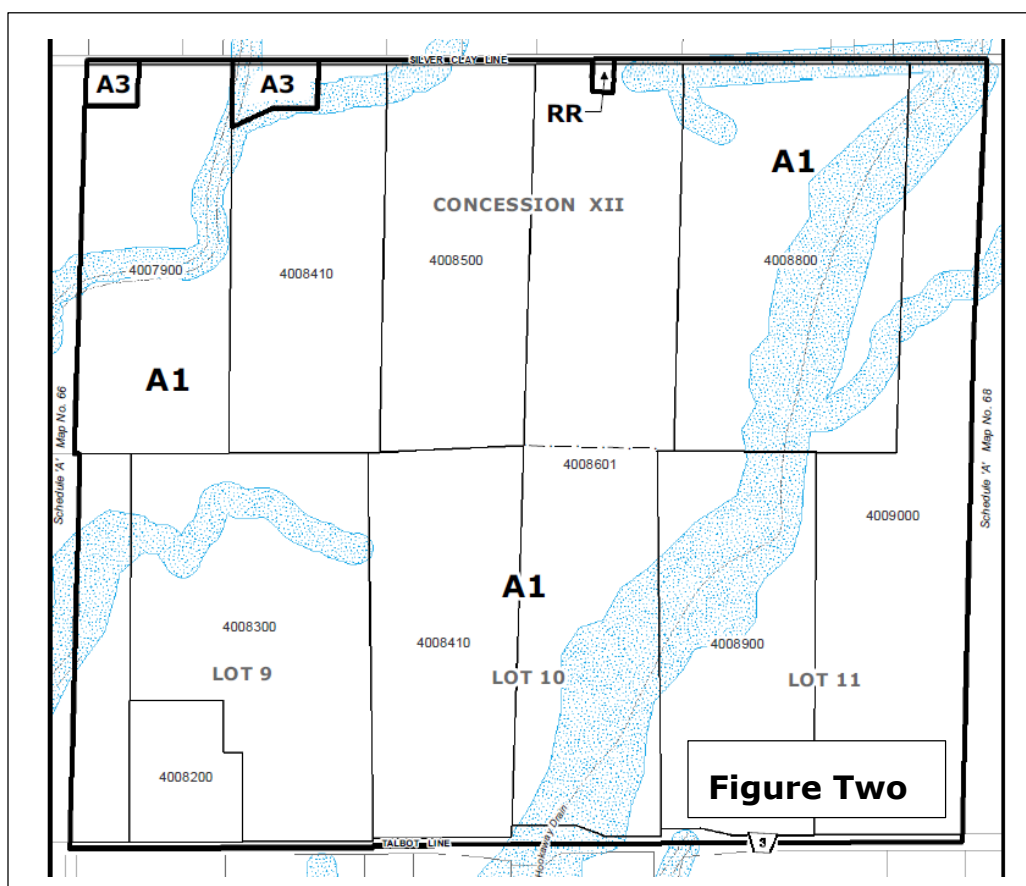 SILVER CLAY LINE
A3
A3
RR
A1
CONCESSION XII
4007900
4008410
4008500
4008800
A1
Schedule 'A' Map No. 66
Schedule 'A' Map No. 68
4008601
4009000
A1
4008300
4008410
4008900
LOT 9
LOT 10
LOT 11
4008200
Figure Two
Hookaway Drain
TALBOT LINE
3